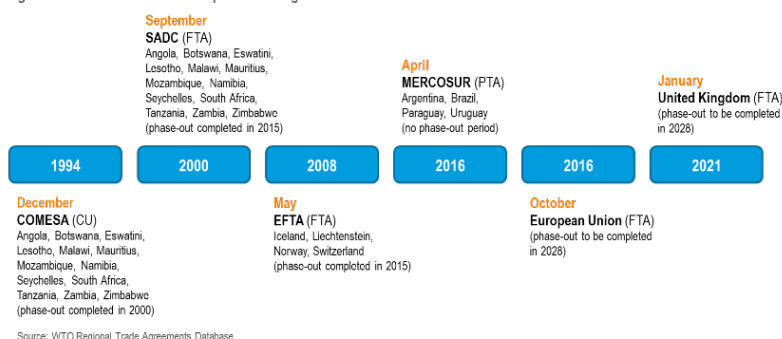 September
SADC (FTA)
Angola, Botswana, Eswatini,
Lesotho, Malawi, Mauritius,
Mozambique, Namibia,
Seychelles, South Africa,
Tanzania, Zambia, Zimbabwe
(phase-out completed in 2015)
April
MERCOSUR (PTA)
Argentina, Brazil,
Paraguay, Uruguay
(no phase-out period)
January
United Kingdom (FTA)
(phase-out to be completed
in 2028)
1994
2000
2008
2016
2016
2021
December
COMESA (CU)
Angola, Botswana, Eswatini,
Lesotho, Malawi, Mauritius,
Mozambique, Namibia,
Seychelles, South Africa,
Tanzania, Zambia, Zimbabwe
(phase-out completed in 2000)
May
EFTA (FTA)
Iceland, Liechtenstein,
Norway, Switzerland
(phase-out completed in 2015)
October
European Union (FTA)
(phase-out to be completed
in 2028)
Source: WTO Regional Trade Agreements Database